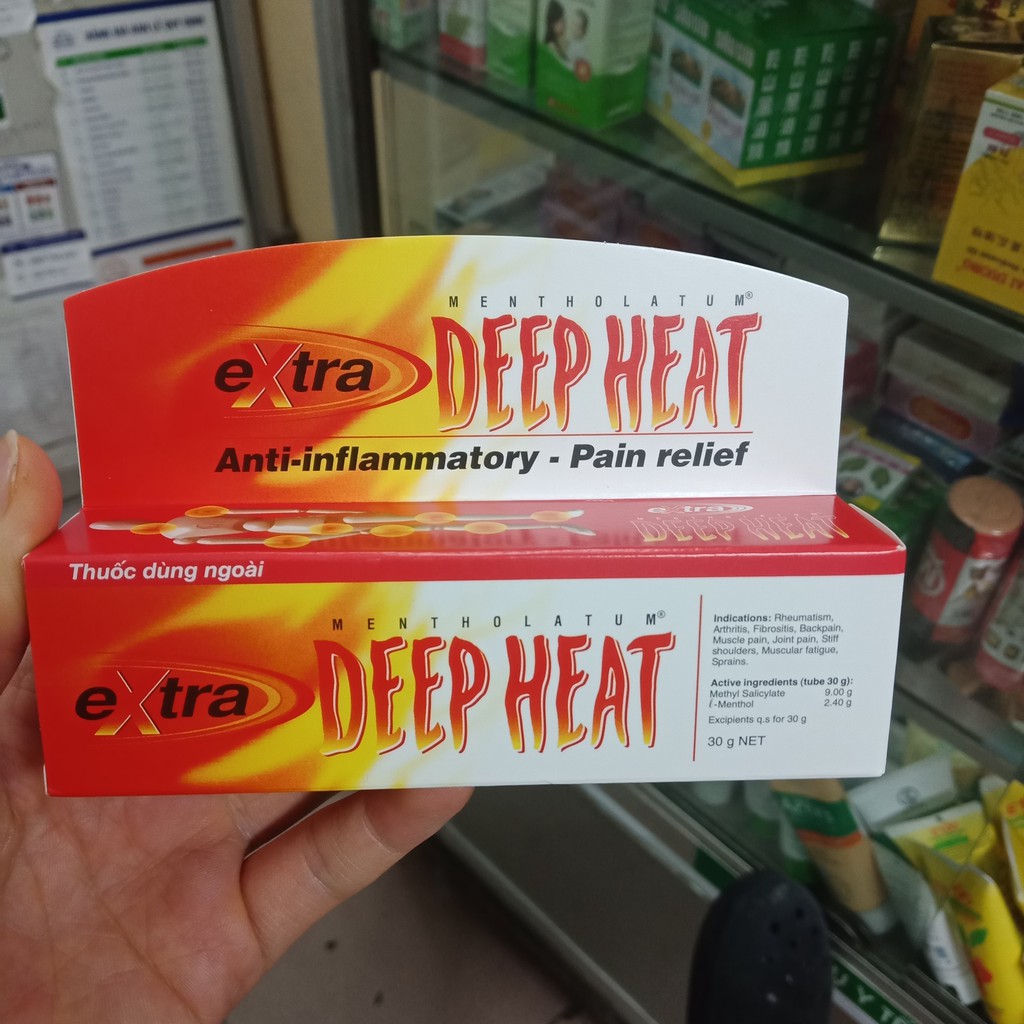 MENTHOLATUM®
eXtra DEEP HEAT
Anti-inflammatory - Pain relief
eXtra
DEEP HEAT
Thuốc dùng ngoài
MENTHOLATUM®
eXtra DEEP HEAT
Indications: Rheumatism,
Arthritis, Fibrositis, Backpain,
Muscle pain, Joint pain, Stiff
shoulders, Muscular fatigue,
Sprains.
Active ingredients (tube 30 g):
Methyl Salicylate 9.00 g
ℓ-Menthol 2.40 g
Excipients q.s for 30 g
30 g NET